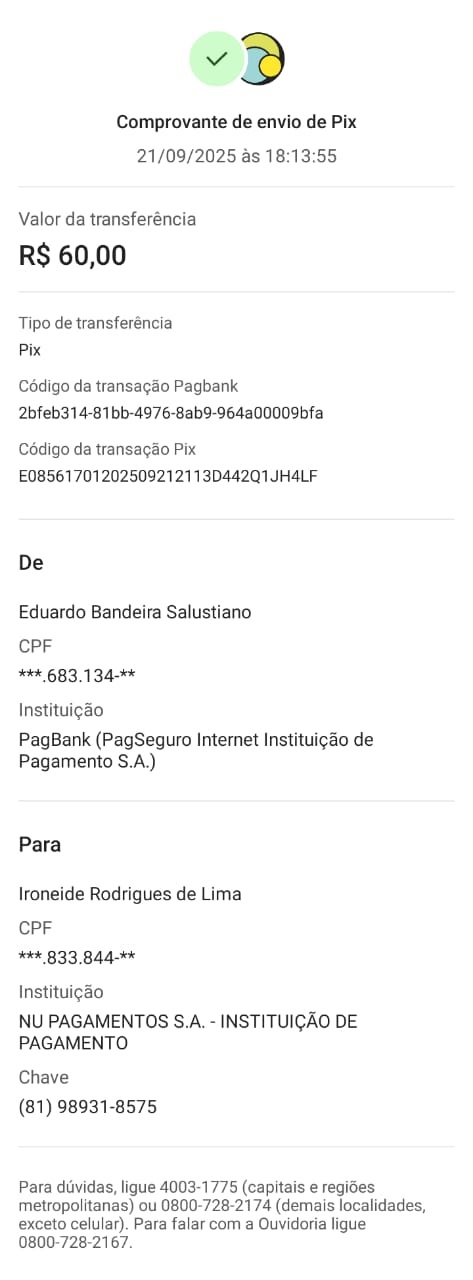 Comprovante de envio de Pix
21/09/2025 às 18:13:55
Valor da transferência
R$ 60,00
Tipo de transferência
Pix
Código da transação Pagbank
2bfeb314-81bb-4976-8ab9-964a00009bfa
Código da transação Pix
E08561701202509212113D442Q1JH4LF
De
Eduardo Bandeira Salustiano
CPF
***.683.134-**
Instituição
PagBank (PagSeguro Internet Instituição de
Pagamento S.A.)
Para
Ironeide Rodrigues de Lima
CPF
***.833.844-**
Instituição
NU PAGAMENTOS S.A. - INSTITUIÇÃO DE
PAGAMENTO
Chave
(81) 98931-8575
Para dúvidas, ligue 4003-1775 (capitais e regiões
metropolitanas) ou 0800-728-2174 (demais localidades,
exceto celular). Para falar com a Ouvidoria ligue
0800-728-2167.